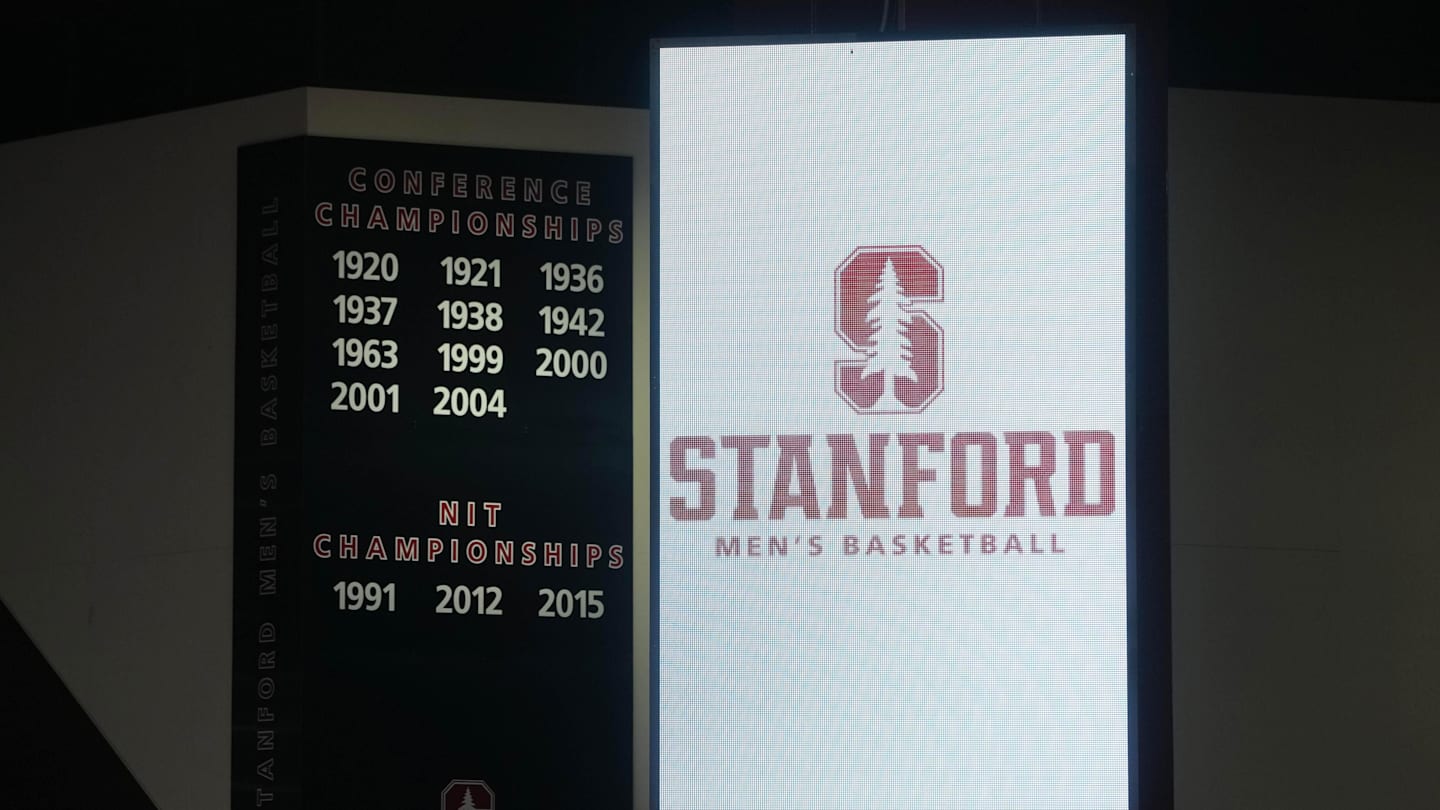 CONFERENCE
CHAMPIONSHIPS
1920 1921 1936
1937 1938 1942
1963 1999 2000
2001 2004
NIT
CHAMPIONSHIPS
1991 2012 2015
TANFORD MEN'S BASKETBALL
S
STANFORD
MEN'S BASKETBALL